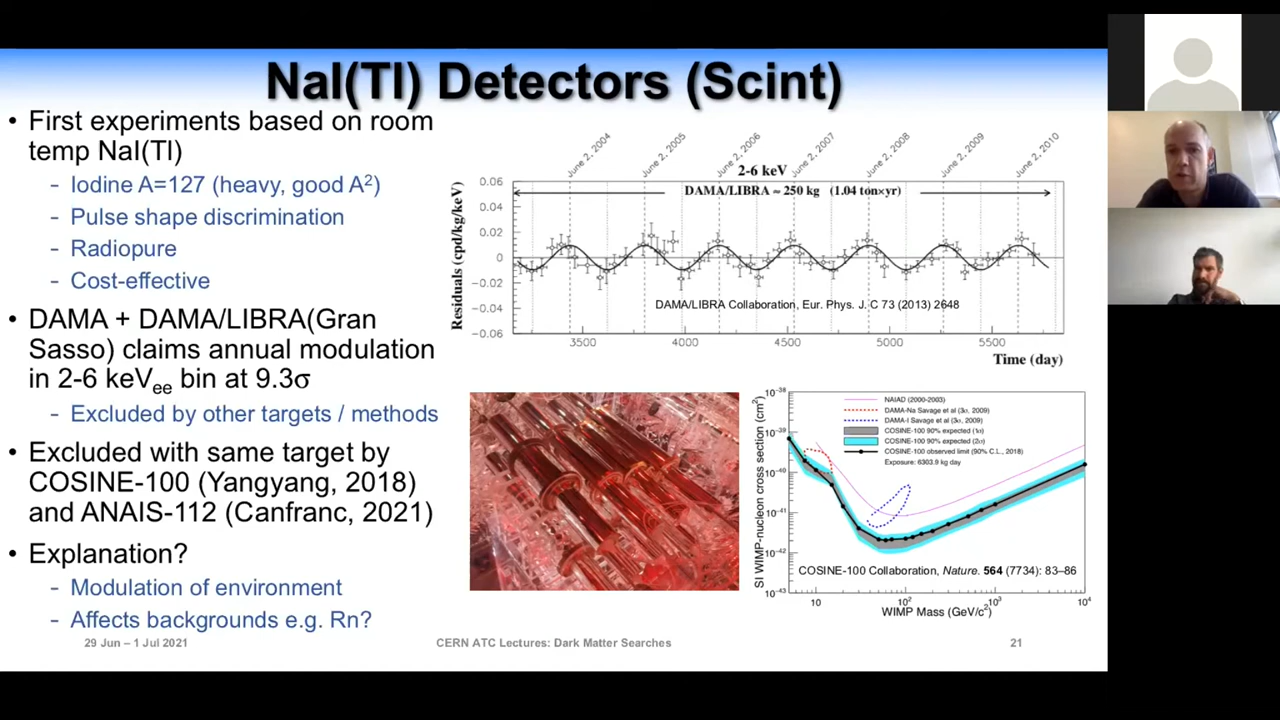 NaI(Tl) Detectors (Scint)
• First experiments based on room
temp NaI(Tl)
- Iodine A=127 (heavy, good A²)
- Pulse shape discrimination
- Radiopure
- Cost-effective
• DAMA + DAMA/LIBRA(Gran
Sasso) claims annual modulation
in 2-6 keVee bin at 9.3σ
- Excluded by other targets / methods
• Excluded with same target by
COSINE-100 (Yangyang, 2018)
and ANAIS-112 (Canfranc, 2021)
• Explanation?
- Modulation of environment
- Affects backgrounds e.g. Rn?
June 2, 2004
June 2, 2005
June 2, 2006
June 2, 2007
June 2, 2008
June 2, 2009
June 2, 2010
2-6 keV
DAMA/LIBRA ≈ 250 kg (1.04 ton×yr)
Residuals (cpd/kg/keV)
0.06
0.04
0.02
0
-0.02
-0.04
-0.06
DAMA/LIBRA Collaboration, Eur. Phys. J. C 73 (2013) 2648
3500
4000
4500
5000
5500
Time (day)
SI WIMP-nucleon cross section (cm²)
10⁻³⁸
10⁻³⁹
10⁻⁴⁰
10⁻⁴¹
10⁻⁴²
10⁻⁴³
NAIAD (2000-2003)
DAMA-Na Savage et al (3σ, 2009)
DAMA-I Savage et al (3σ, 2009)
COSINE-100 90% expected (1σ)
COSINE-100 90% expected (2σ)
COSINE-100 observed limit (90% C.L., 2018)
Exposure: 6303.9 kg day
COSINE-100 Collaboration, Nature. 564 (7734): 83–86
10
10²
10³
10⁴
WIMP Mass (GeV/c²)
29 Jun – 1 Jul 2021
CERN ATC Lectures: Dark Matter Searches
21